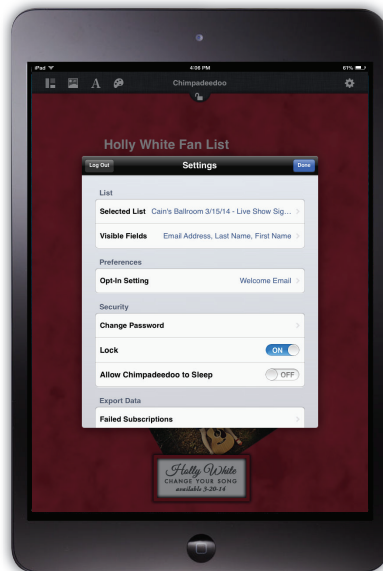 iPad 4:06 PM 61%
A Chimpadeedoo
Holly White Fan List
Log Out Settings Done
List
Selected List Cain's Ballroom 3/15/14 - Live Show Sig...
Visible Fields Email Address, Last Name, First Name
Preferences
Opt-In Setting Welcome Email
Security
Change Password
Lock ON
Allow Chimpadeedoo to Sleep OFF
Export Data
Failed Subscriptions
Holly White
CHANGE YOUR SONG
available 3-20-14